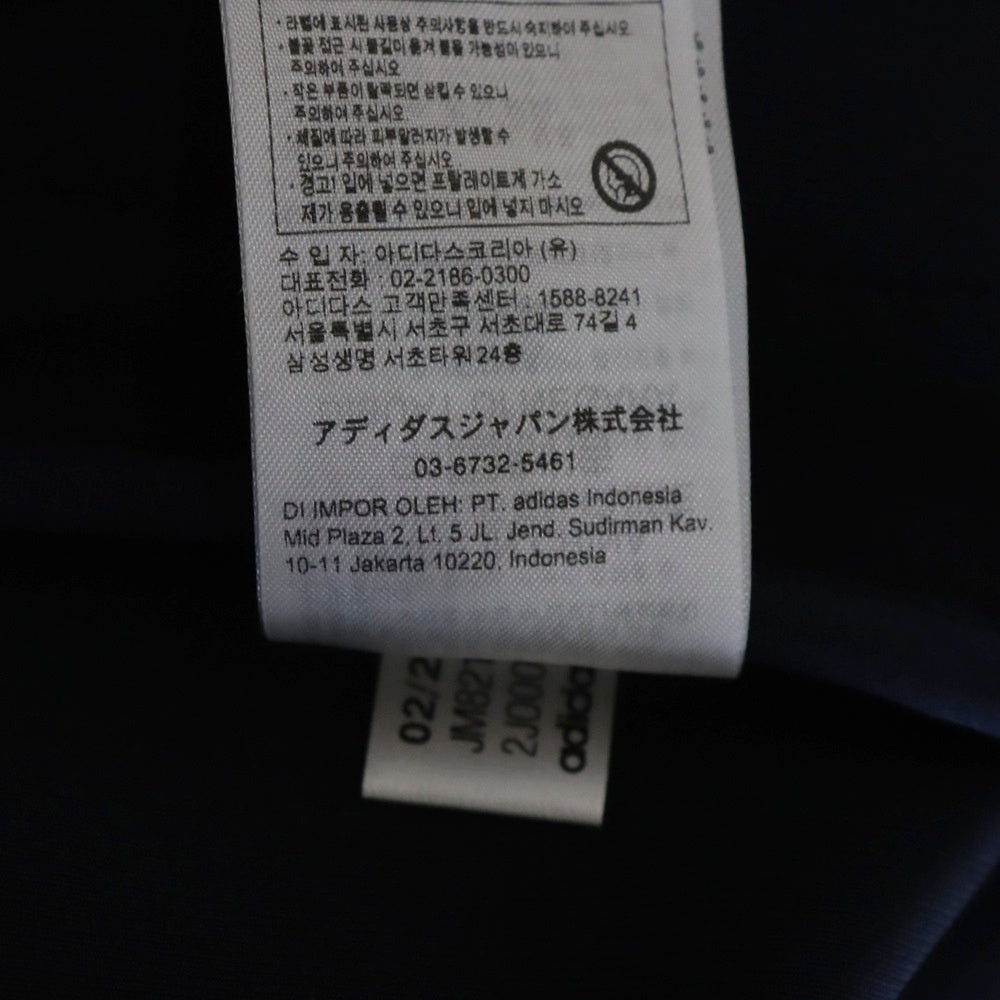 · 라벨에 표시된 사용상 주의사항을 반드시 숙지하여 주십시오.
· 불꽃 접근 시 불길이 옮겨 붙을 가능성이 있으니
주의하여 주십시오
· 작은 부품이 탈락되면 삼킬 수 있으니
주의하여 주십시오.
· 체질에 따라 피부알러지가 발생할 수
있으니 주의하여 주십시오
· 경고! 입에 넣으면 프탈레이트계 가소
제가 용출될 수 있으니 입에 넣지 마시오
수 입 자: 아디다스코리아 (유)
대표전화 : 02-2186-0300
아디다스 고객만족센터 : 1588-8241
서울특별시 서초구 서초대로 74길 4
삼성생명 서초타워 24층
アディダスジャパン株式会社
03-6732-5461
DI IMPOR OLEH: PT. adidas Indonesia
Mid Plaza 2, Lt. 5 JL. Jend. Sudirman Kav.
10-11 Jakarta 10220, Indonesia
02/2
JM621
2J000
adidas